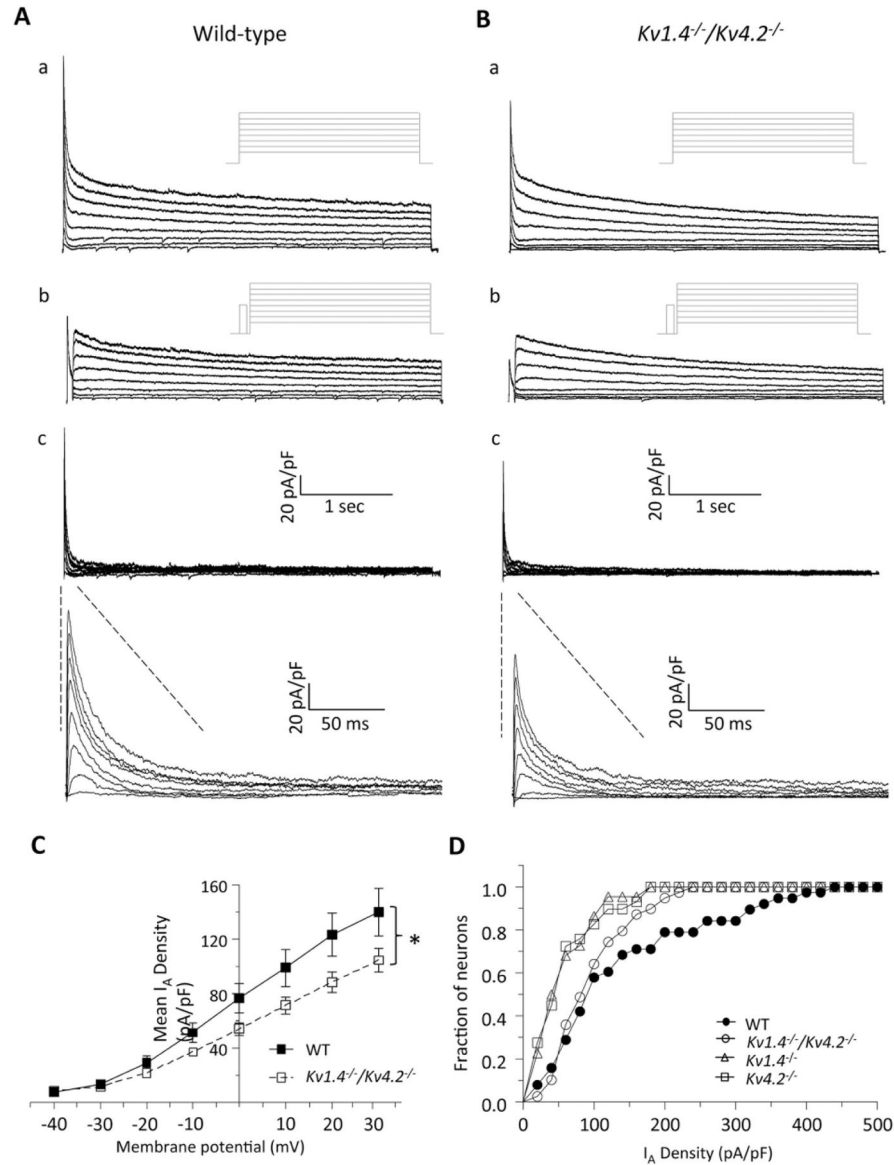 A
Wild-type
B
Kv1.4-/-/Kv4.2-/-
a
a
b
b
c
20 pA/pF
1 sec
c
20 pA/pF
1 sec
20 pA/pF
50 ms
20 pA/pF
50 ms
C
160
120
80
40
Mean IA Density
(pA/pF)
*
WT
Kv1.4-/-/Kv4.2-/-
-40 -30 -20 -10 0 10 20 30
Membrane potential (mV)
D
1.0
0.8
0.6
0.4
0.2
0.0
Fraction of neurons
WT
Kv1.4-/-/Kv4.2-/-
Kv1.4-/-
Kv4.2-/-
0 100 200 300 400 500
IA Density (pA/pF)